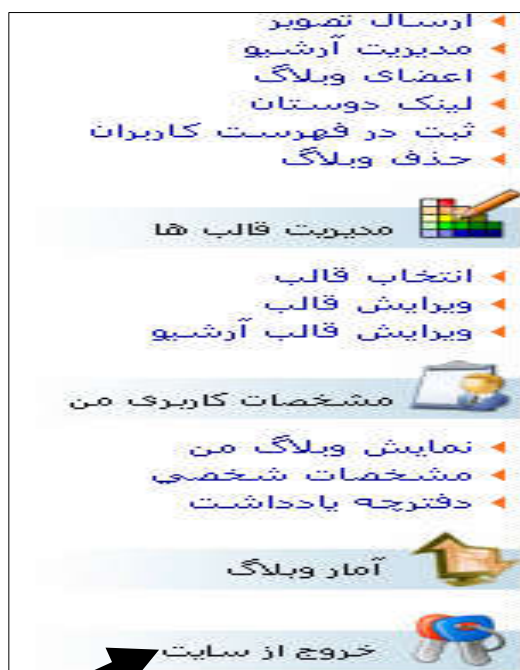 ارسال تصویر
مدیریت آرشیو
اعضای وبلاگ
لینک دوستان
ثبت در فهرست کاربران
حذف وبلاگ
مدیریت قالب ها
انتخاب قالب
ویرایش قالب
ویرایش قالب آرشیو
مشخصات کاربری من
نمایش وبلاگ من
مشخصات شخصي
دفترچه یادداشت
آمار وبلاگ
خروج از سایت